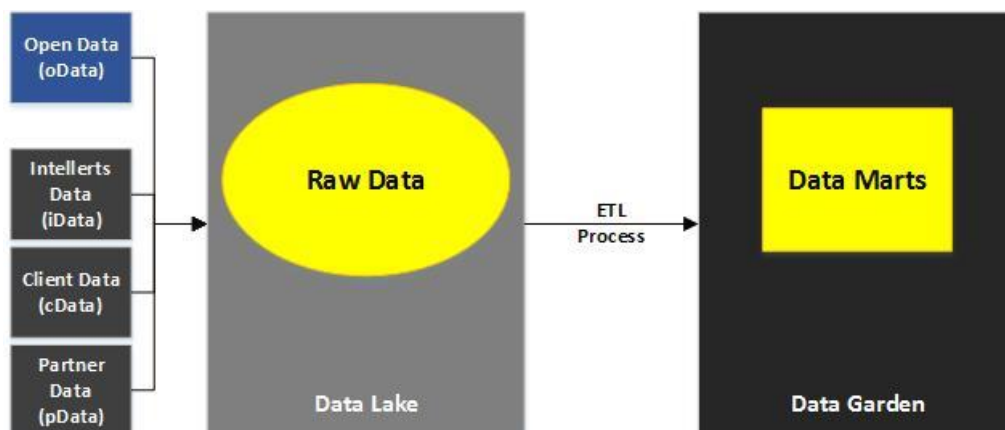 Open Data
(oData)
Intellerts
Data
(iData)
Client Data
(cData)
Partner
Data
(pData)
Raw Data
Data Lake
ETL
Process
Data Marts
Data Garden